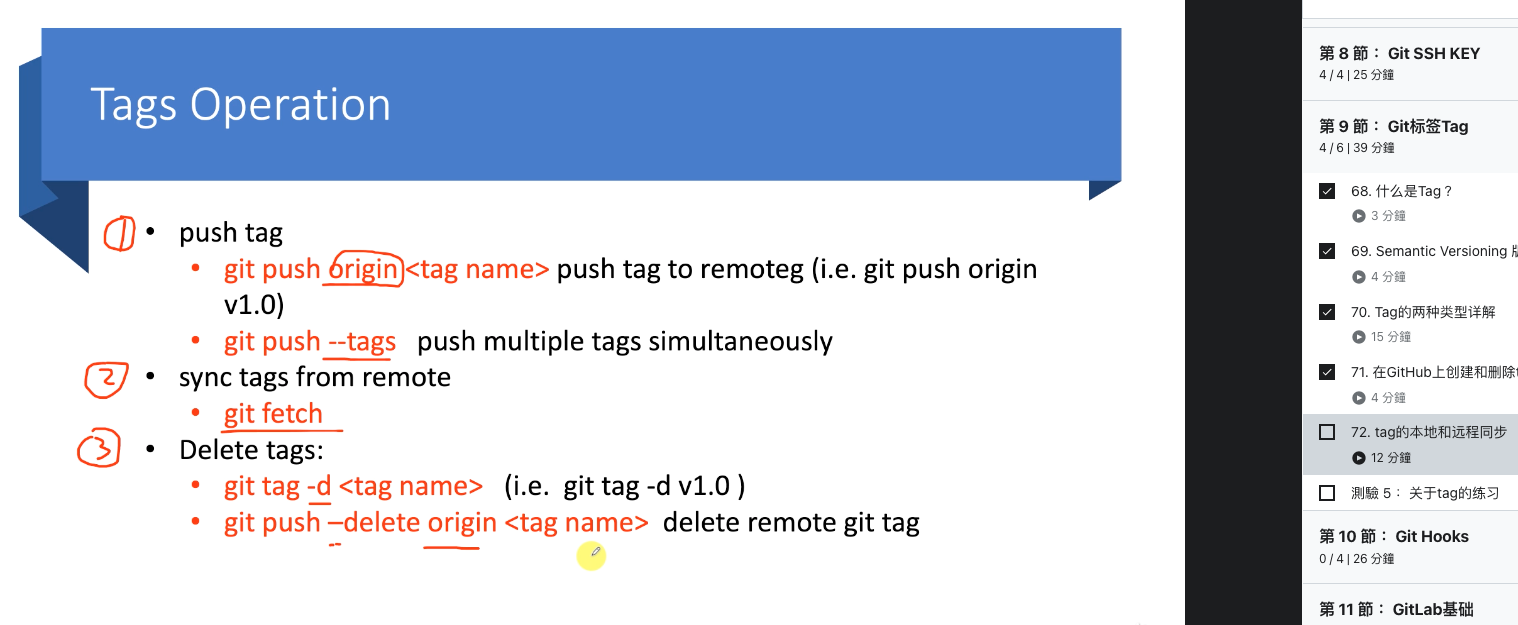 Tags Operation
① • push tag
• git push origin <tag name> push tag to remoteg (i.e. git push origin
v1.0)
• git push --tags push multiple tags simultaneously
② • sync tags from remote
• git fetch
③ • Delete tags:
• git tag -d <tag name> (i.e. git tag -d v1.0 )
• git push –delete origin <tag name> delete remote git tag
第 8 節： Git SSH KEY
4 / 4 | 25 分鐘
第 9 節： Git标签Tag
4 / 6 | 39 分鐘
68. 什么是Tag？
3 分鐘
69. Semantic Versioning
4 分鐘
70. Tag的两种类型详解
15 分鐘
71. 在GitHub上创建和删除
4 分鐘
72. tag的本地和远程同步
12 分鐘
測驗 5： 关于tag的练习
第 10 節： Git Hooks
0 / 4 | 26 分鐘
第 11 節： GitLab基础